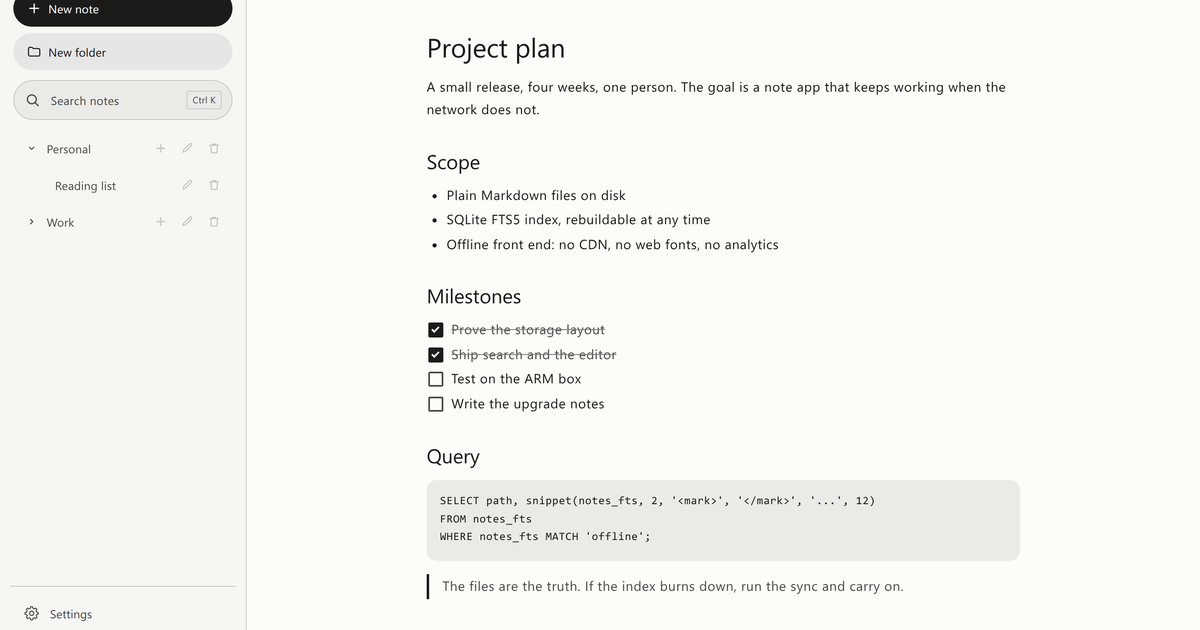 New note
New folder
Search notes
Ctrl K
Personal
Reading list
Work
Settings
Project plan
A small release, four weeks, one person. The goal is a note app that keeps working when the
network does not.
Scope
• Plain Markdown files on disk
• SQLite FTS5 index, rebuildable at any time
• Offline front end: no CDN, no web fonts, no analytics
Milestones
Prove the storage layout
Ship search and the editor
Test on the ARM box
Write the upgrade notes
Query
SELECT path, snippet(notes_fts, 2, '<mark>', '</mark>', '...', 12)
FROM notes_fts
WHERE notes_fts MATCH 'offline';
The files are the truth. If the index burns down, run the sync and carry on.